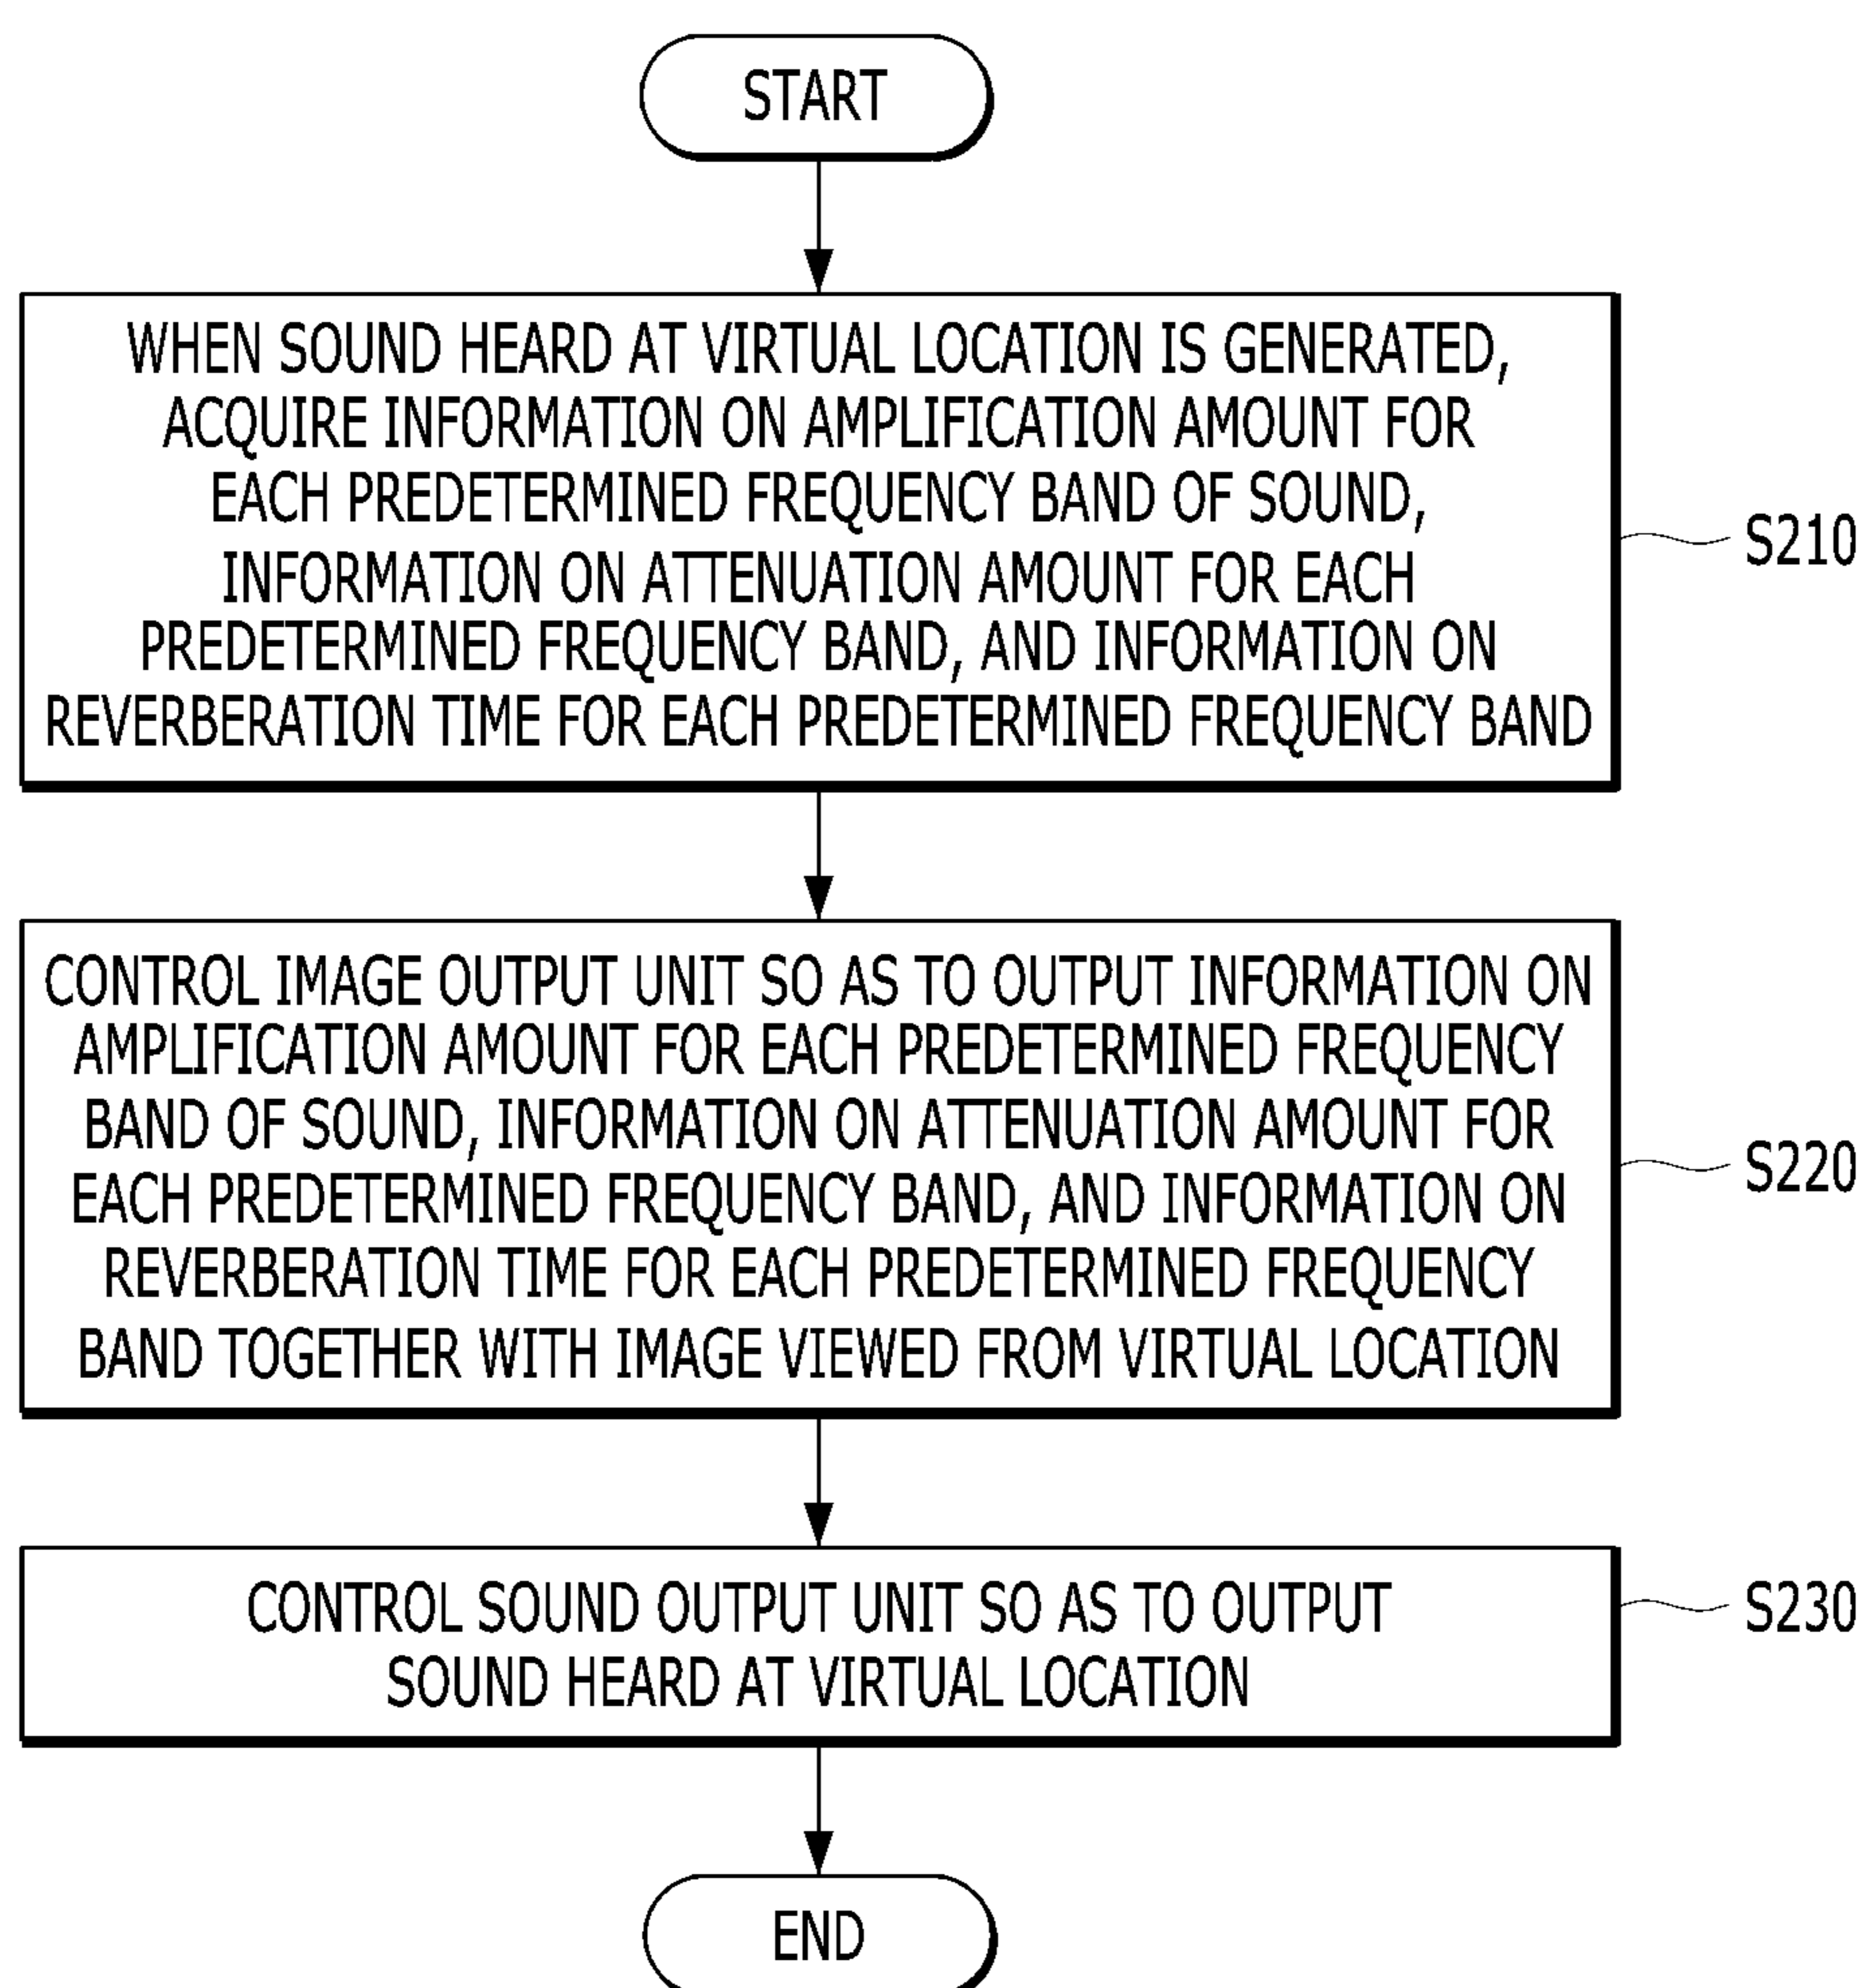 START
WHEN SOUND HEARD AT VIRTUAL LOCATION IS GENERATED,
ACQUIRE INFORMATION ON AMPLIFICATION AMOUNT FOR
EACH PREDETERMINED FREQUENCY BAND OF SOUND,
INFORMATION ON ATTENUATION AMOUNT FOR EACH
PREDETERMINED FREQUENCY BAND, AND INFORMATION ON
REVERBERATION TIME FOR EACH PREDETERMINED FREQUENCY BAND
S210
CONTROL IMAGE OUTPUT UNIT SO AS TO OUTPUT INFORMATION ON
AMPLIFICATION AMOUNT FOR EACH PREDETERMINED FREQUENCY
BAND OF SOUND, INFORMATION ON ATTENUATION AMOUNT FOR
EACH PREDETERMINED FREQUENCY BAND, AND INFORMATION ON
REVERBERATION TIME FOR EACH PREDETERMINED FREQUENCY
BAND TOGETHER WITH IMAGE VIEWED FROM VIRTUAL LOCATION
S220
CONTROL SOUND OUTPUT UNIT SO AS TO OUTPUT
SOUND HEARD AT VIRTUAL LOCATION
S230
END